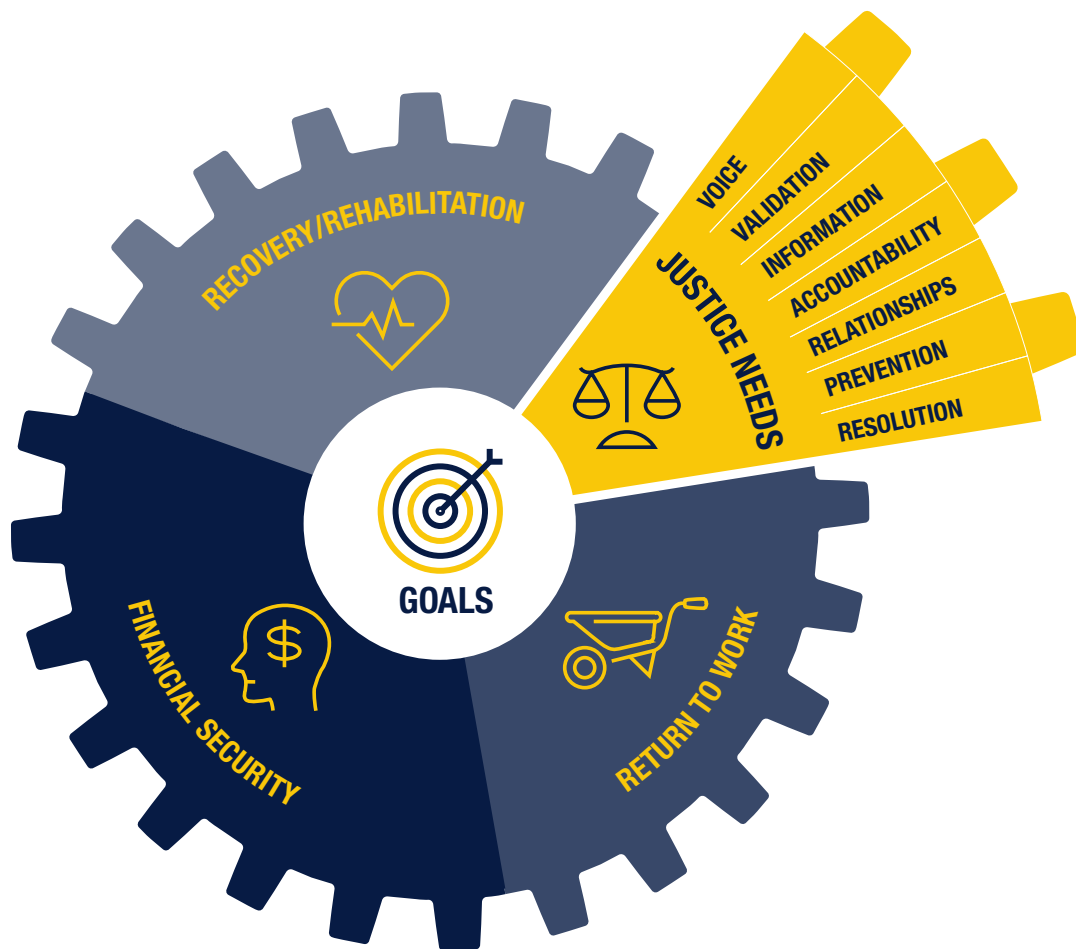 RECOVERY/REHABILITATION
JUSTICE NEEDS
VOICE
VALIDATION
INFORMATION
ACCOUNTABILITY
RELATIONSHIPS
PREVENTION
RESOLUTION
GOALS
$
FINANCIAL SECURITY
RETURN TO WORK